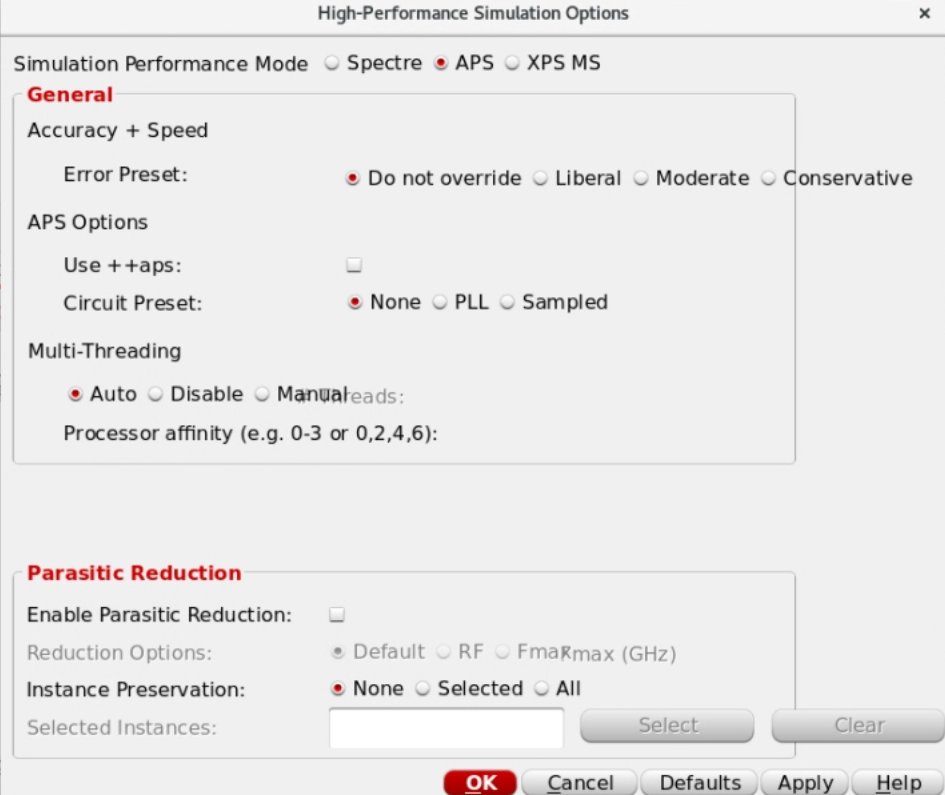 High-Performance Simulation Options ×
Simulation Performance Mode Spectre APS XPS MS
General
Accuracy + Speed
Error Preset: Do not override Liberal Moderate Conservative
APS Options
Use ++aps:
Circuit Preset: None PLL Sampled
Multi-Threading
Auto Disable Manual # Threads:
Processor affinity (e.g. 0-3 or 0,2,4,6):
Parasitic Reduction
Enable Parasitic Reduction:
Reduction Options: Default RF Fmax Fmax (GHz)
Instance Preservation: None Selected All
Selected Instances: Select Clear
OK Cancel Defaults Apply Help